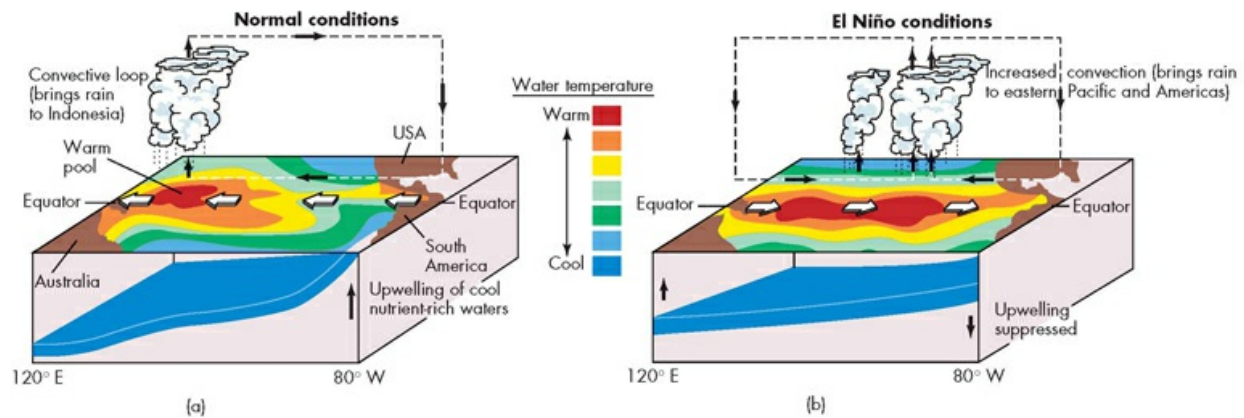 Normal conditions
Convective loop
(brings rain
to Indonesia)
Warm
pool
USA
Equator
Equator
Australia
South
America
Upwelling of cool
nutrient-rich waters
120° E
80° W
(a)
Water temperature
Warm
Cool
El Niño conditions
Increased convection (brings rain
to eastern Pacific and Americas)
Equator
Equator
Upwelling
suppressed
120° E
80° W
(b)